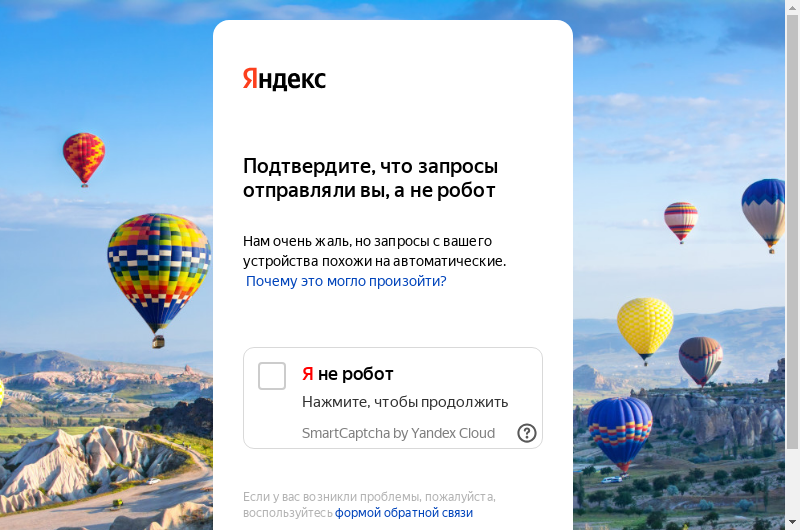 Яндекс
Подтвердите, что запросы
отправляли вы, а не робот
Нам очень жаль, но запросы с вашего
устройства похожи на автоматические.
Почему это могло произойти?
Я не робот
Нажмите, чтобы продолжить
SmartCaptcha by Yandex Cloud
Если у вас возникли проблемы, пожалуйста,
воспользуйтесь формой обратной связи